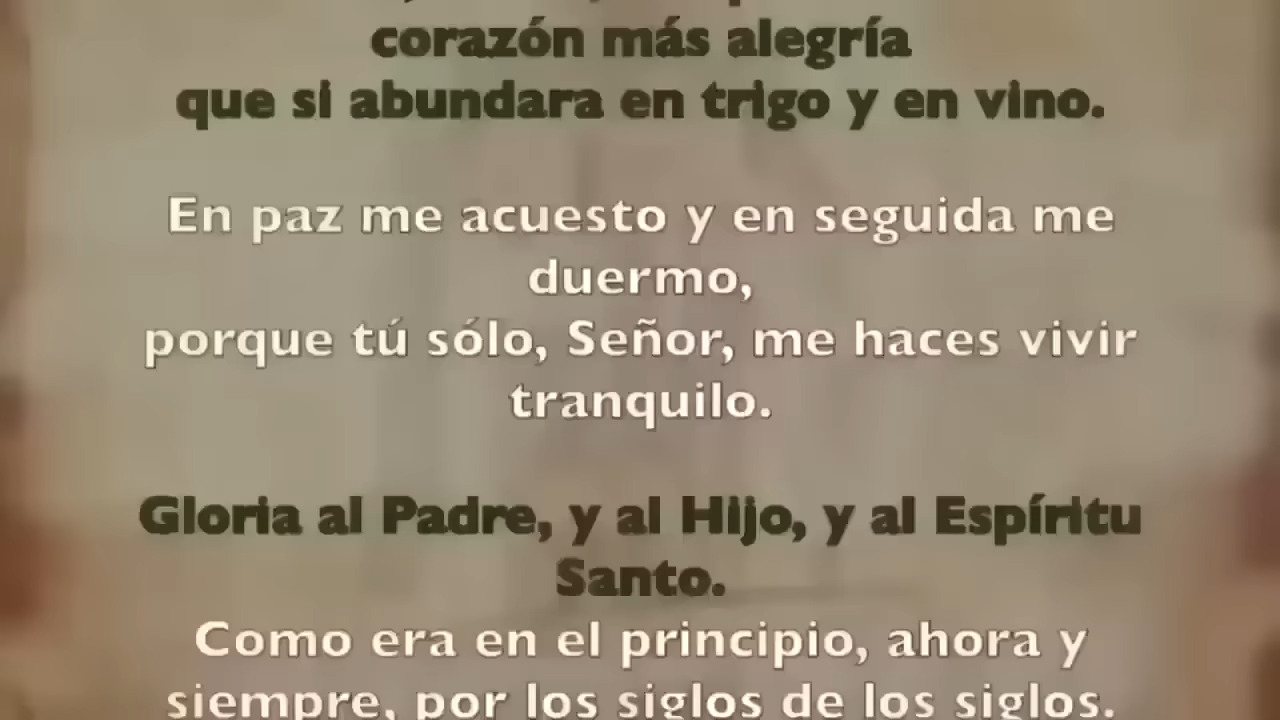 corazón más alegría
que si abundara en trigo y en vino.
En paz me acuesto y en seguida me
duermo,
porque tú sólo, Señor, me haces vivir
tranquilo.
Gloria al Padre, y al Hijo, y al Espíritu
Santo.
Como era en el principio, ahora y
siempre, por los siglos de los siglos.